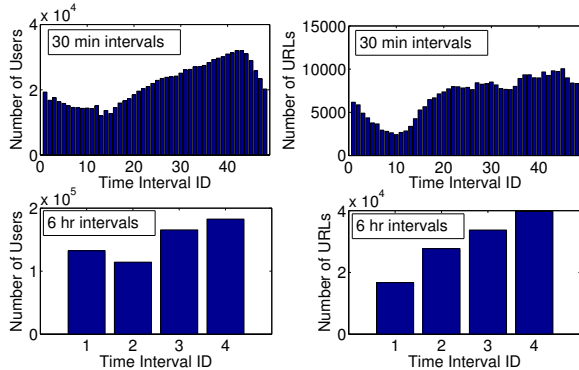 x 10^4
4
2
0
Number of Users
30 min intervals
0 10 20 30 40
Time Interval ID
15000
10000
5000
0
Number of URLs
30 min intervals
0 10 20 30 40
Time Interval ID
x 10^5
2
1
0
Number of Users
6 hr intervals
1 2 3 4
Time Interval ID
x 10^4
4
2
0
Number of URLs
6 hr intervals
1 2 3 4
Time Interval ID